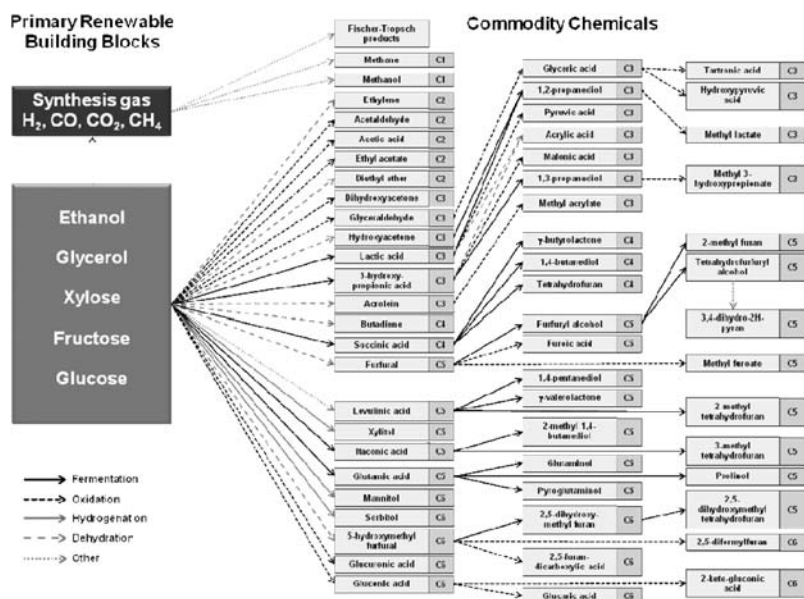 Primary Renewable
Building Blocks
Synthesis gas
H₂, CO, CO₂, CH₄
Ethanol
Glycerol
Xylose
Fructose
Glucose
Fermentation
Oxidation
Hydrogenation
Dehydration
Other
Commodity Chemicals
Fischer-Tropsch
products
Methane C1
Methanol C1
Ethylene C2
Acetaldehyde C2
Acetic acid C2
Ethyl acetate C2
Diethyl ether C2
Dihydroxyacetone C3
Glyceraldehyde C3
Hydroxyacetone C3
Lactic acid C3
3-hydroxy-
propionic acid C3
Acrolein C3
Butadiene C4
Succinic acid C4
Furfural C5
Levulinic acid C5
Xylitol C5
Itaconic acid C5
Glutamic acid C5
Mannitol C6
Sorbitol C6
5-hydroxymethyl
furfural C6
Glucuronic acid C6
Gluconic acid C6
Glyceric acid C3
1,2-propanediol C3
Pyruvic acid C3
Acrylic acid C3
Malonic acid C3
1,3-propanediol C3
Methyl acrylate C3
γ-butyrolactone C4
1,4-butanediol C4
Tetrahydrofuran C4
Furfuryl alcohol C5
Furoic acid C5
1,4-pentanediol C5
γ-valerolactone C5
2-methyl 1,4-
butanediol C5
Glutaminol C5
Pyroglutaminol C5
2,5-dihydroxy-
methyl furan C6
2,5-furan-
dicarboxylic acid C6
Glucaric acid C6
Tartronic acid C3
Hydroxypyruvic
acid C3
Methyl lactate C3
Methyl 3-
hydroxypropionate C3
2-methyl furan C5
Tetrahydrofurfuryl
alcohol C5
3,4-dihydro-2H-
pyran C5
Methyl furoate C5
2-methyl
tetrahydrofuran C5
3-methyl
tetrahydrofuran C5
Prolinol C5
2,5-
dihydroxymethyl
tetrahydrofuran C5
2,5-diformylfuran C6
2-keto-gluconic
acid C6